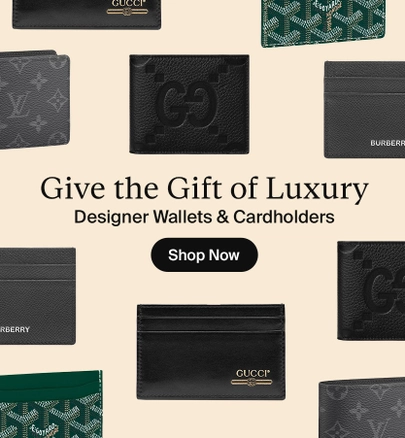 GUCCI
BURBERRY
Give the Gift of Luxury
Designer Wallets & Cardholders
Shop Now
RBERRY
GUCCI